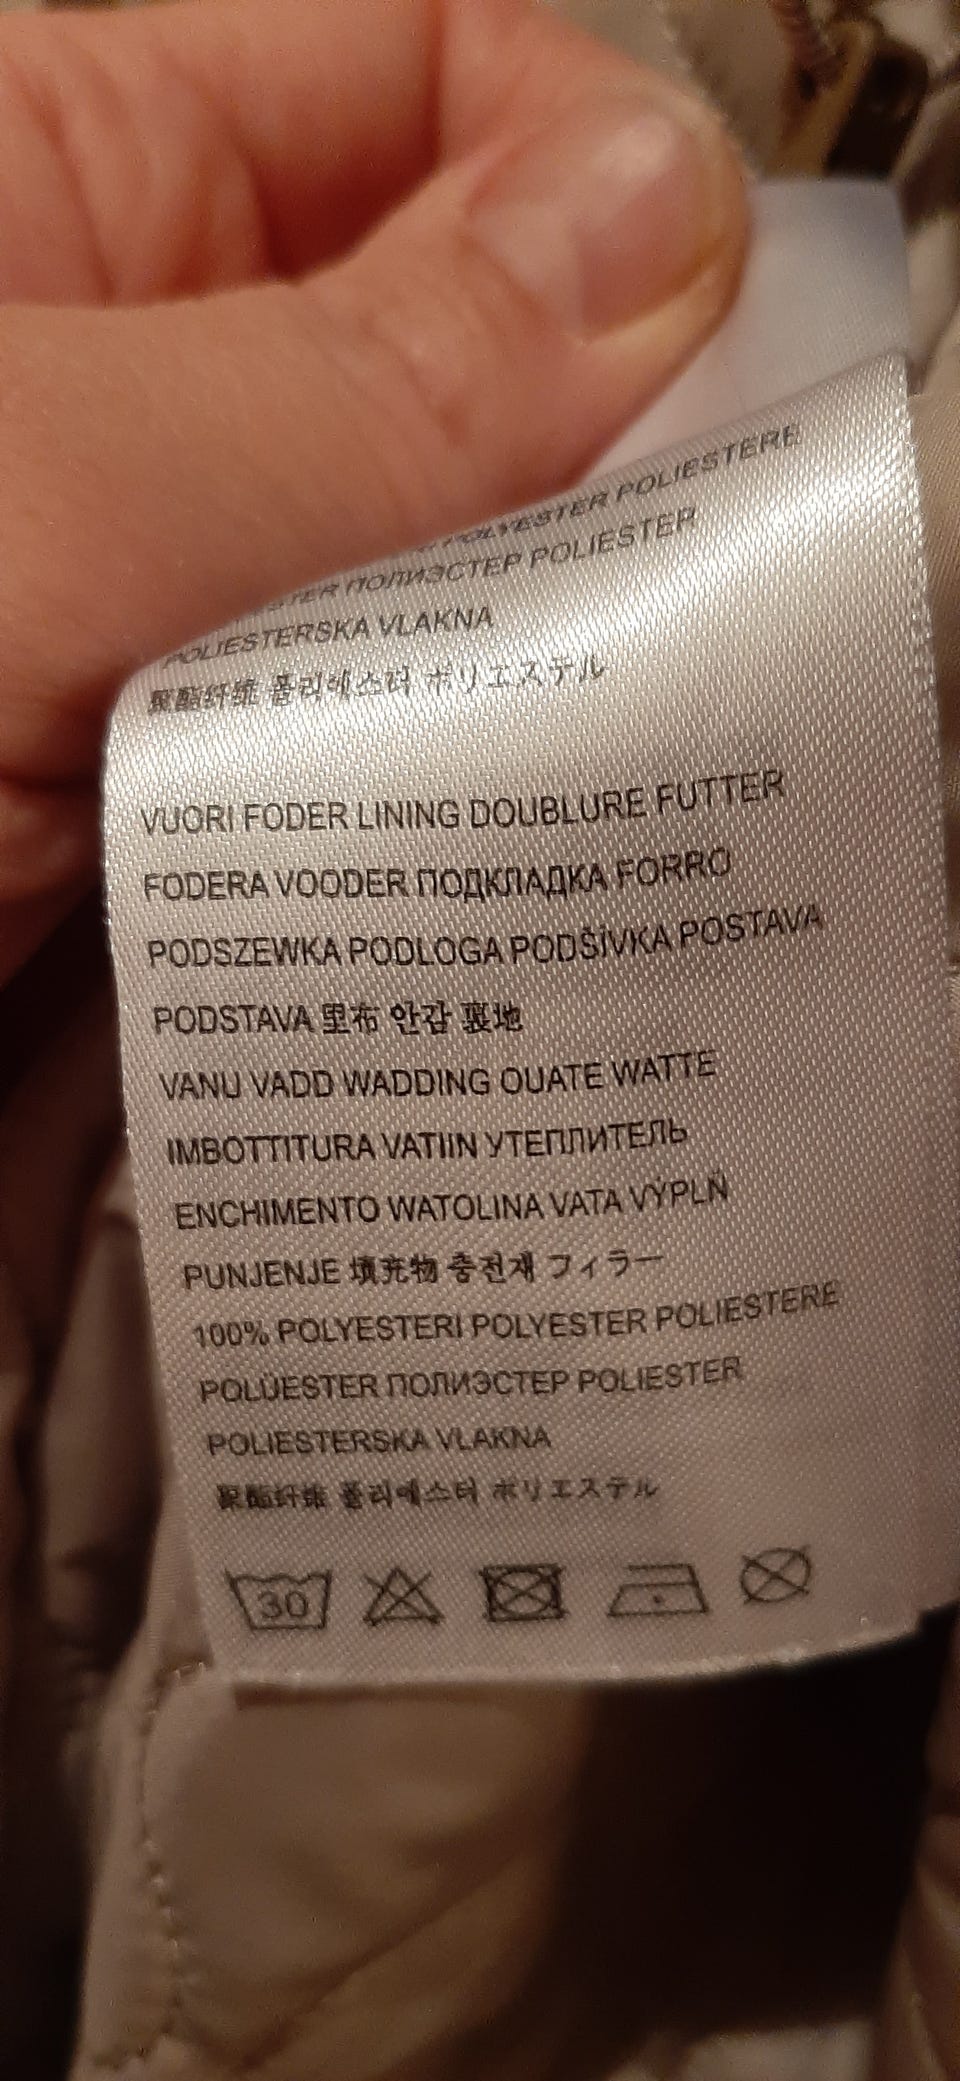 POLYESTER POLIESTERE
ПОЛИЭСТЕР POLIESTER
POLIESTERSKA VLAKNA
聚酯纤维 폴리에스터 ポリエステル
VUORI FODER LINING DOUBLURE FUTTER
FODERA VOODER ПОДКЛАДКА FORRO
PODSZEWKA PODLOGA PODŠÍVKA POSTAVA
PODSTAVA 里布 안감 裏地
VANU VADD WADDING OUATE WATTE
IMBOTTITURA VATIIN УТЕПЛИТЕЛЬ
ENCHIMENTO WATOLINA VATA VÝPLŇ
PUNJENJE 填充物 충전재 フィラー
100% POLYESTERI POLYESTER POLIESTERE
POLÜESTER ПОЛИЭСТЕР POLIESTER
POLIESTERSKA VLAKNA
聚酯纤维 폴리에스터 ポリエステル
30